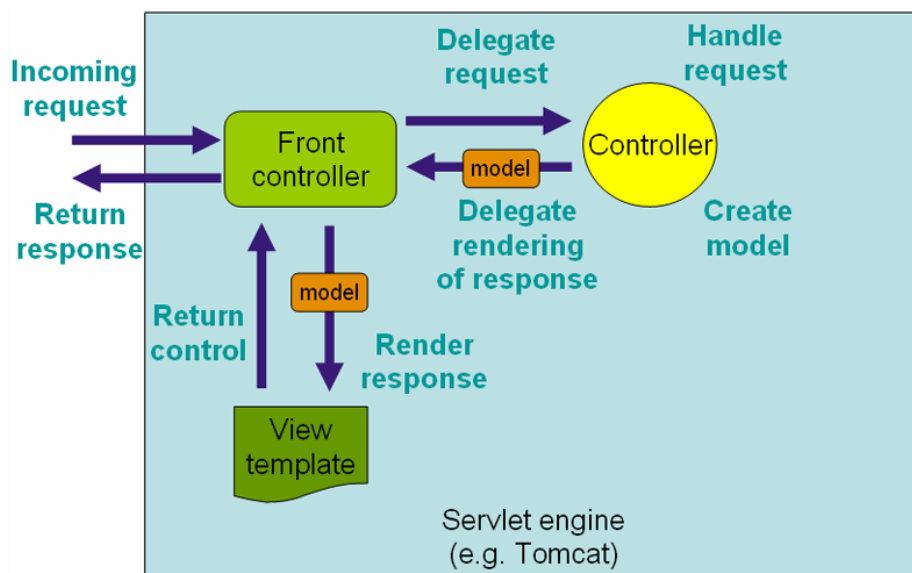 Incoming
request
Return
response
Front
controller
Delegate
request
Handle
request
Controller
model
Delegate
rendering
of response
Create
model
model
Return
control
Render
response
View
template
Servlet engine
(e.g. Tomcat)